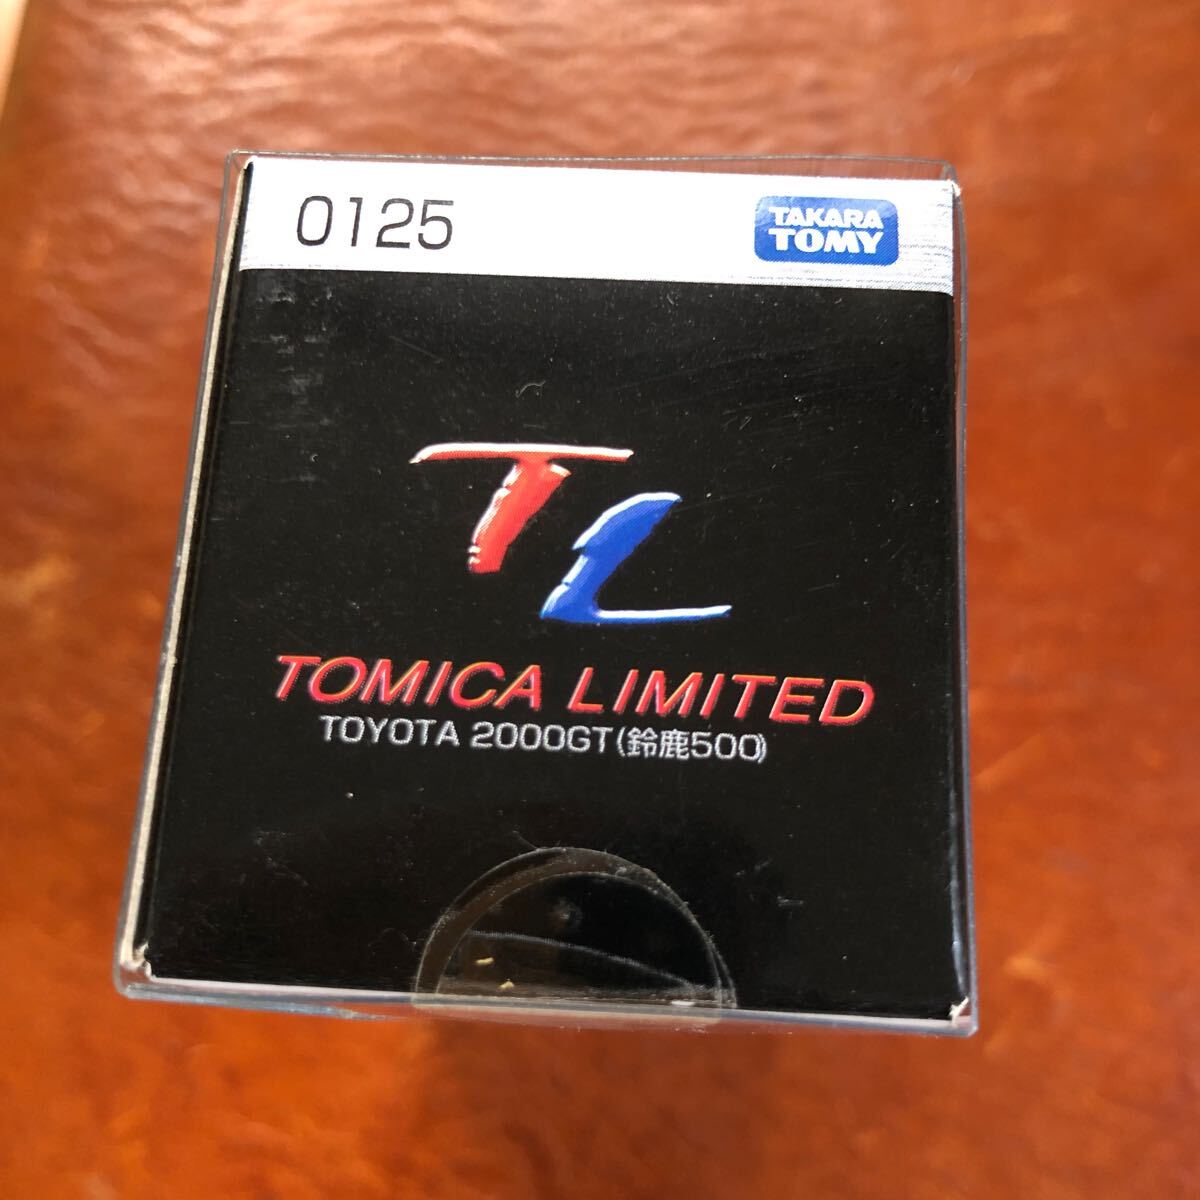 0125
TAKARA
TOMY
TL
TOMICA LIMITED
TOYOTA 2000GT(鈴鹿500)